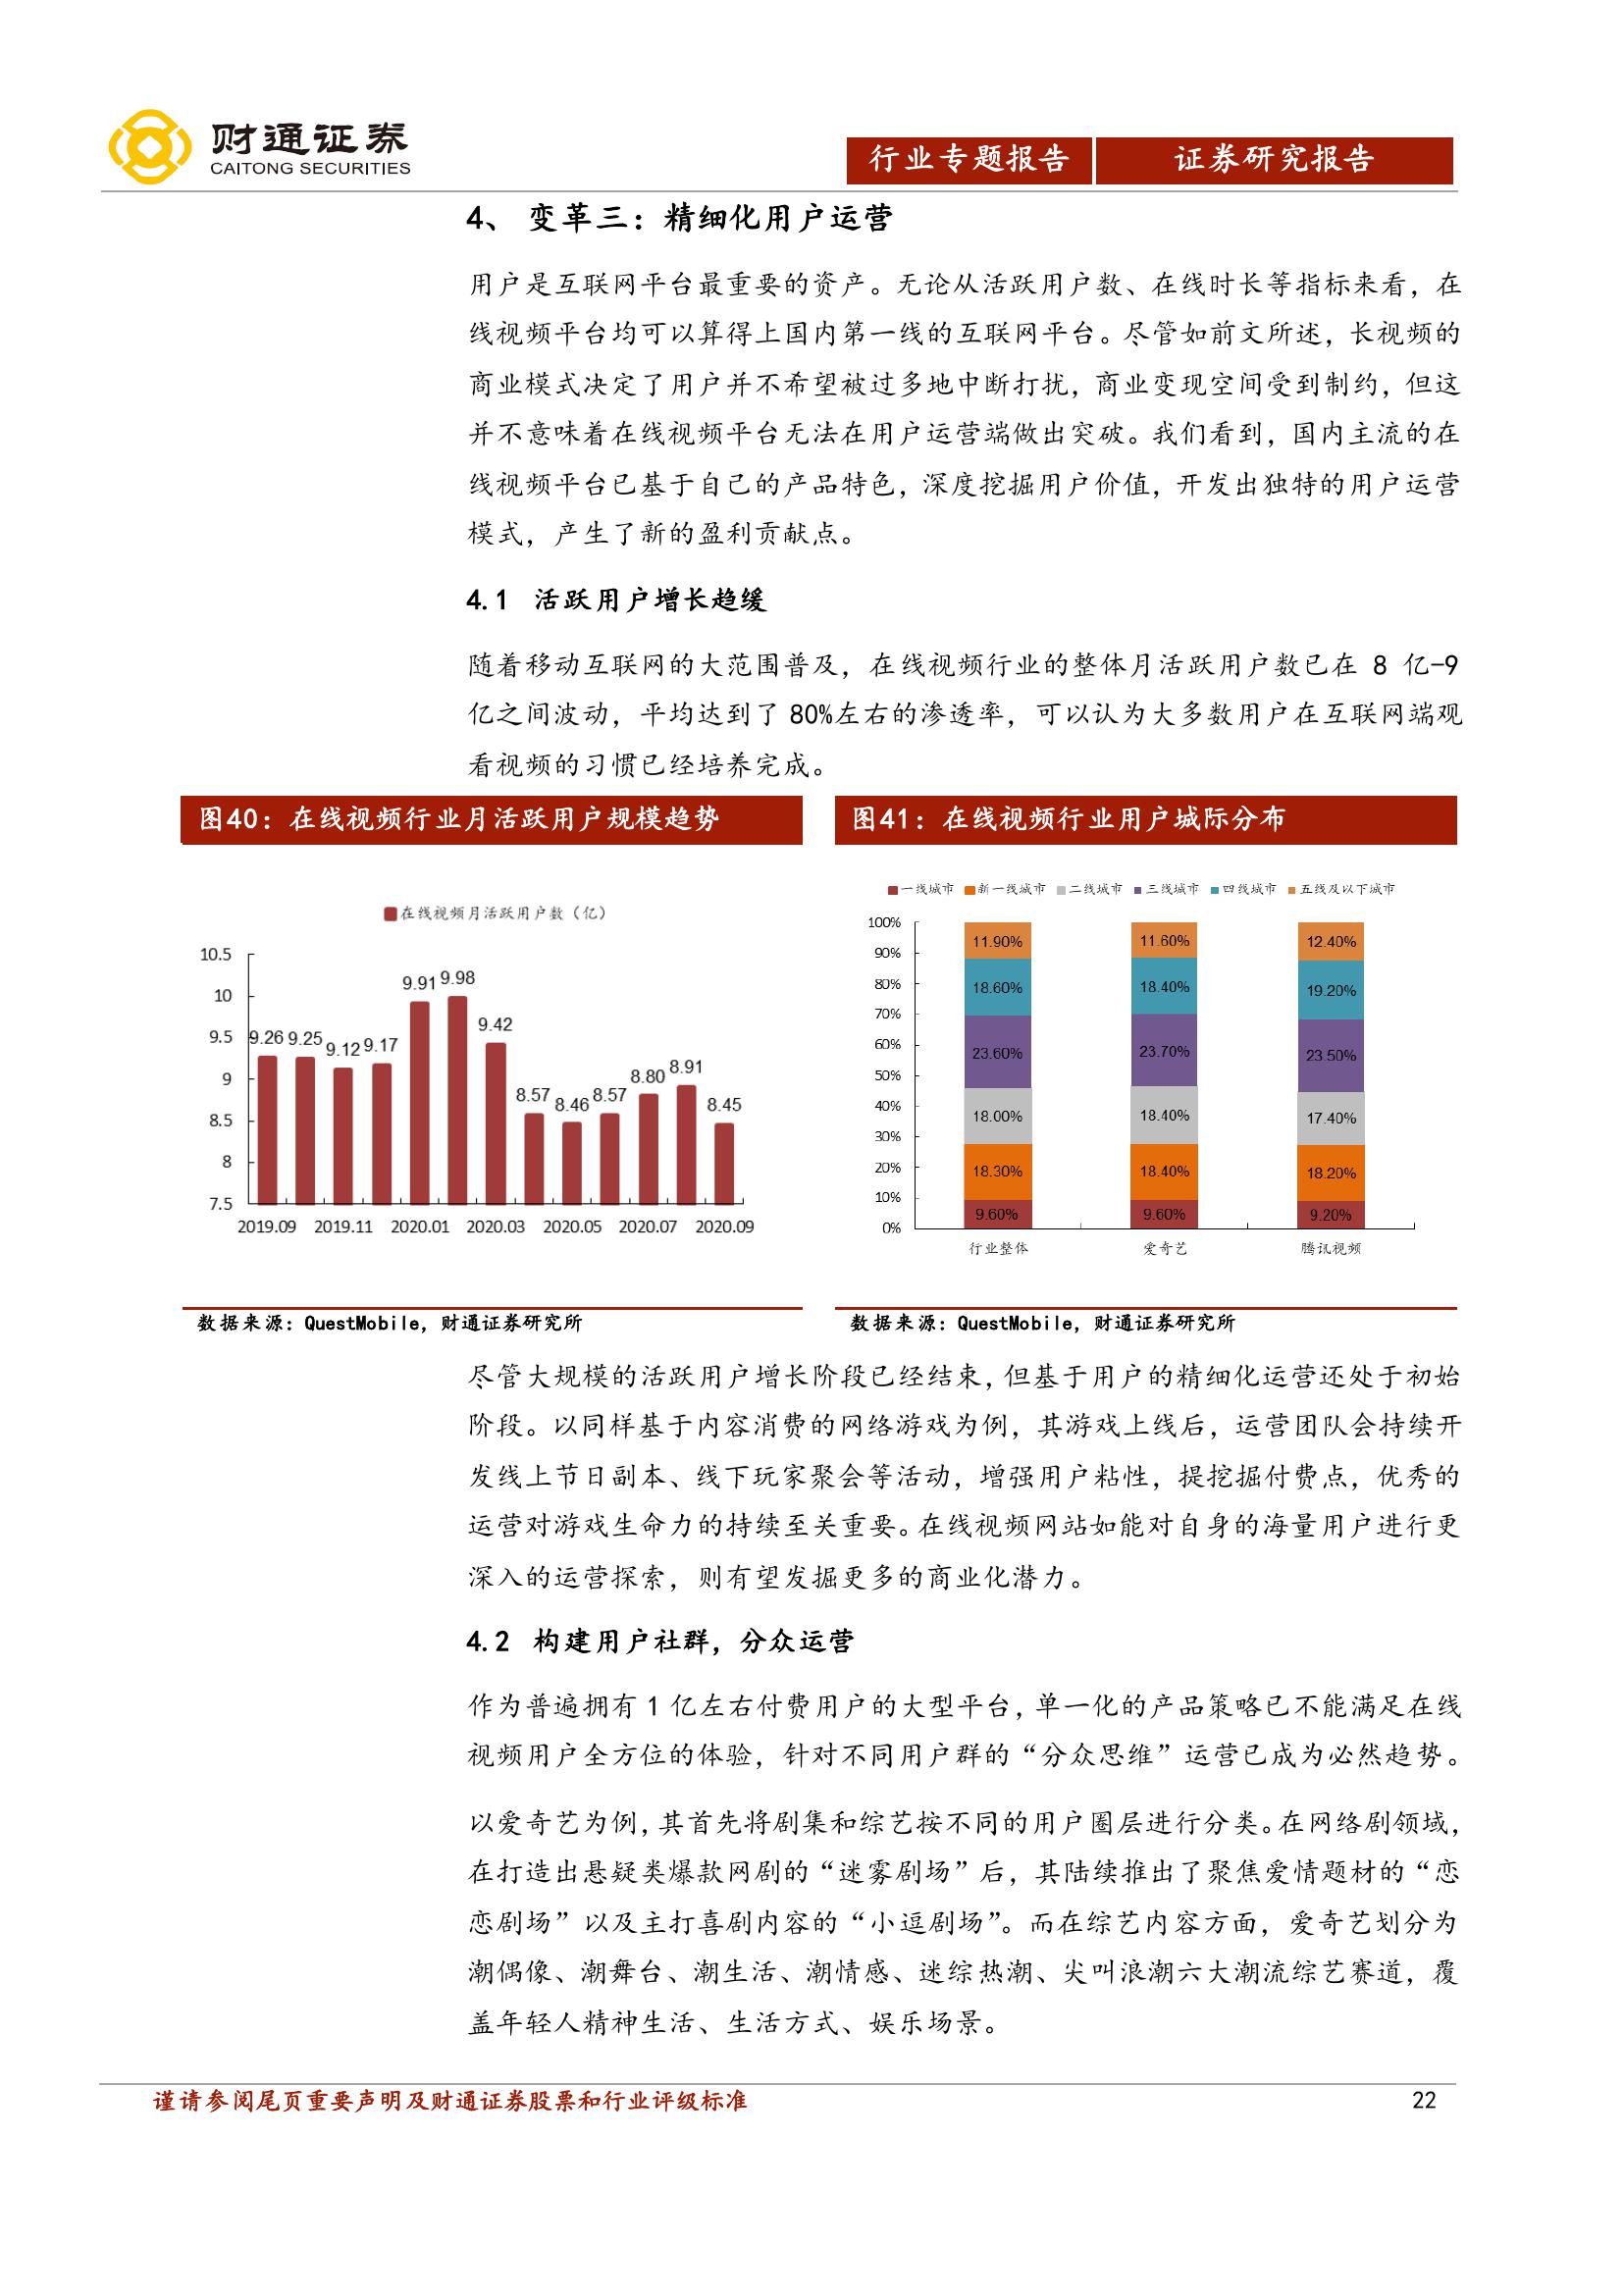 财通证券
CAITONG SECURITIES
行业专题报告
证券研究报告
4、 变革三：精细化用户运营
用户是互联网平台最重要的资产。无论从活跃用户数、在线时长等指标来看，在
线视频平台均可以算得上国内第一线的互联网平台。尽管如前文所述，长视频的
商业模式决定了用户并不希望被过多地中断打扰，商业变现空间受到制约，但这
并不意味着在线视频平台无法在用户运营端做出突破。我们看到，国内主流的在
线视频平台已基于自己的产品特色，深度挖掘用户价值，开发出独特的用户运营
模式，产生了新的盈利贡献点。
4.1 活跃用户增长趋缓
随着移动互联网的大范围普及，在线视频行业的整体月活跃用户数已在 8 亿-9
亿之间波动，平均达到了 80%左右的渗透率，可以认为大多数用户在互联网端观
看视频的习惯已经培养完成。
图40：在线视频行业月活跃用户规模趋势
在线视频月活跃用户数（亿）
10.5
10
9.5
9
8.5
8
7.5
9.26 9.25 9.12 9.17 9.91 9.98 9.42 8.57 8.46 8.57 8.80 8.91 8.45
2019.09 2019.11 2020.01 2020.03 2020.05 2020.07 2020.09
数据来源：QuestMobile，财通证券研究所
图41：在线视频行业用户城际分布
一线城市 新一线城市 二线城市 三线城市 四线城市 五线及以下城市
100%
90%
80%
70%
60%
50%
40%
30%
20%
10%
0%
11.90% 11.60% 12.40%
18.60% 18.40% 19.20%
23.60% 23.70% 23.50%
18.00% 18.40% 17.40%
18.30% 18.40% 18.20%
9.60% 9.60% 9.20%
行业整体 爱奇艺 腾讯视频
数据来源：QuestMobile，财通证券研究所
尽管大规模的活跃用户增长阶段已经结束，但基于用户的精细化运营还处于初始
阶段。以同样基于内容消费的网络游戏为例，其游戏上线后，运营团队会持续开
发线上节日副本、线下玩家聚会等活动，增强用户粘性，提挖掘付费点，优秀的
运营对游戏生命力的持续至关重要。在线视频网站如能对自身的海量用户进行更
深入的运营探索，则有望发掘更多的商业化潜力。
4.2 构建用户社群，分众运营
作为普遍拥有 1 亿左右付费用户的大型平台，单一化的产品策略已不能满足在线
视频用户全方位的体验，针对不同用户群的“分众思维”运营已成为必然趋势。
以爱奇艺为例，其首先将剧集和综艺按不同的用户圈层进行分类。在网络剧领域，
在打造出悬疑类爆款网剧的“迷雾剧场”后，其陆续推出了聚焦爱情题材的“恋
恋剧场”以及主打喜剧内容的“小逗剧场”。而在综艺内容方面，爱奇艺划分为
潮偶像、潮舞台、潮生活、潮情感、迷综热潮、尖叫浪潮六大潮流综艺赛道，覆
盖年轻人精神生活、生活方式、娱乐场景。
谨请参阅尾页重要声明及财通证券股票和行业评级标准
22